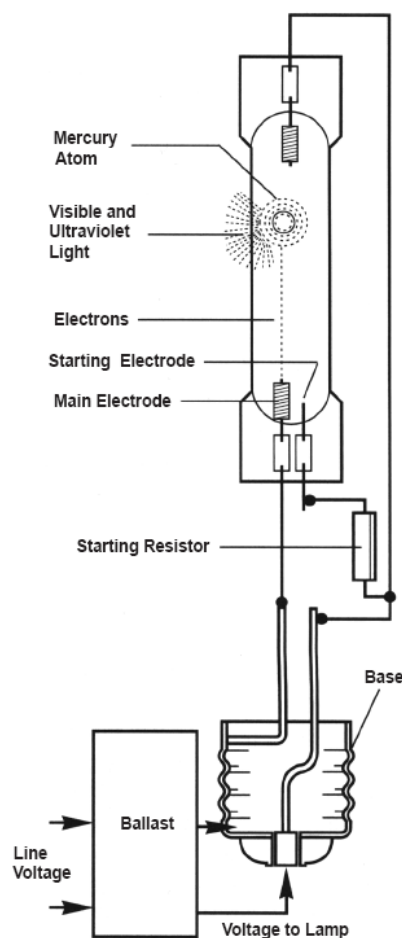 Mercury
Atom
Visible and
Ultraviolet
Light
Electrons
Starting Electrode
Main Electrode
Starting Resistor
Base
Ballast
Line
Voltage
Voltage to Lamp